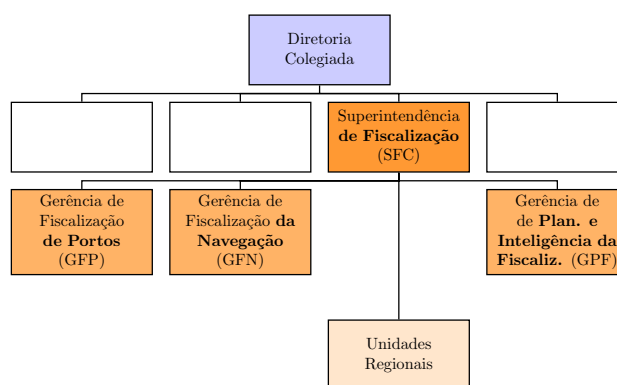 Diretoria
Colegiada
Superintendência
de Fiscalização
(SFC)
Gerência de
Fiscalização
de Portos
(GFP)
Gerência de
Fiscalização da
Navegação
(GFN)
Gerência de
de Plan. e
Inteligência da
Fiscaliz. (GPF)
Unidades
Regionais